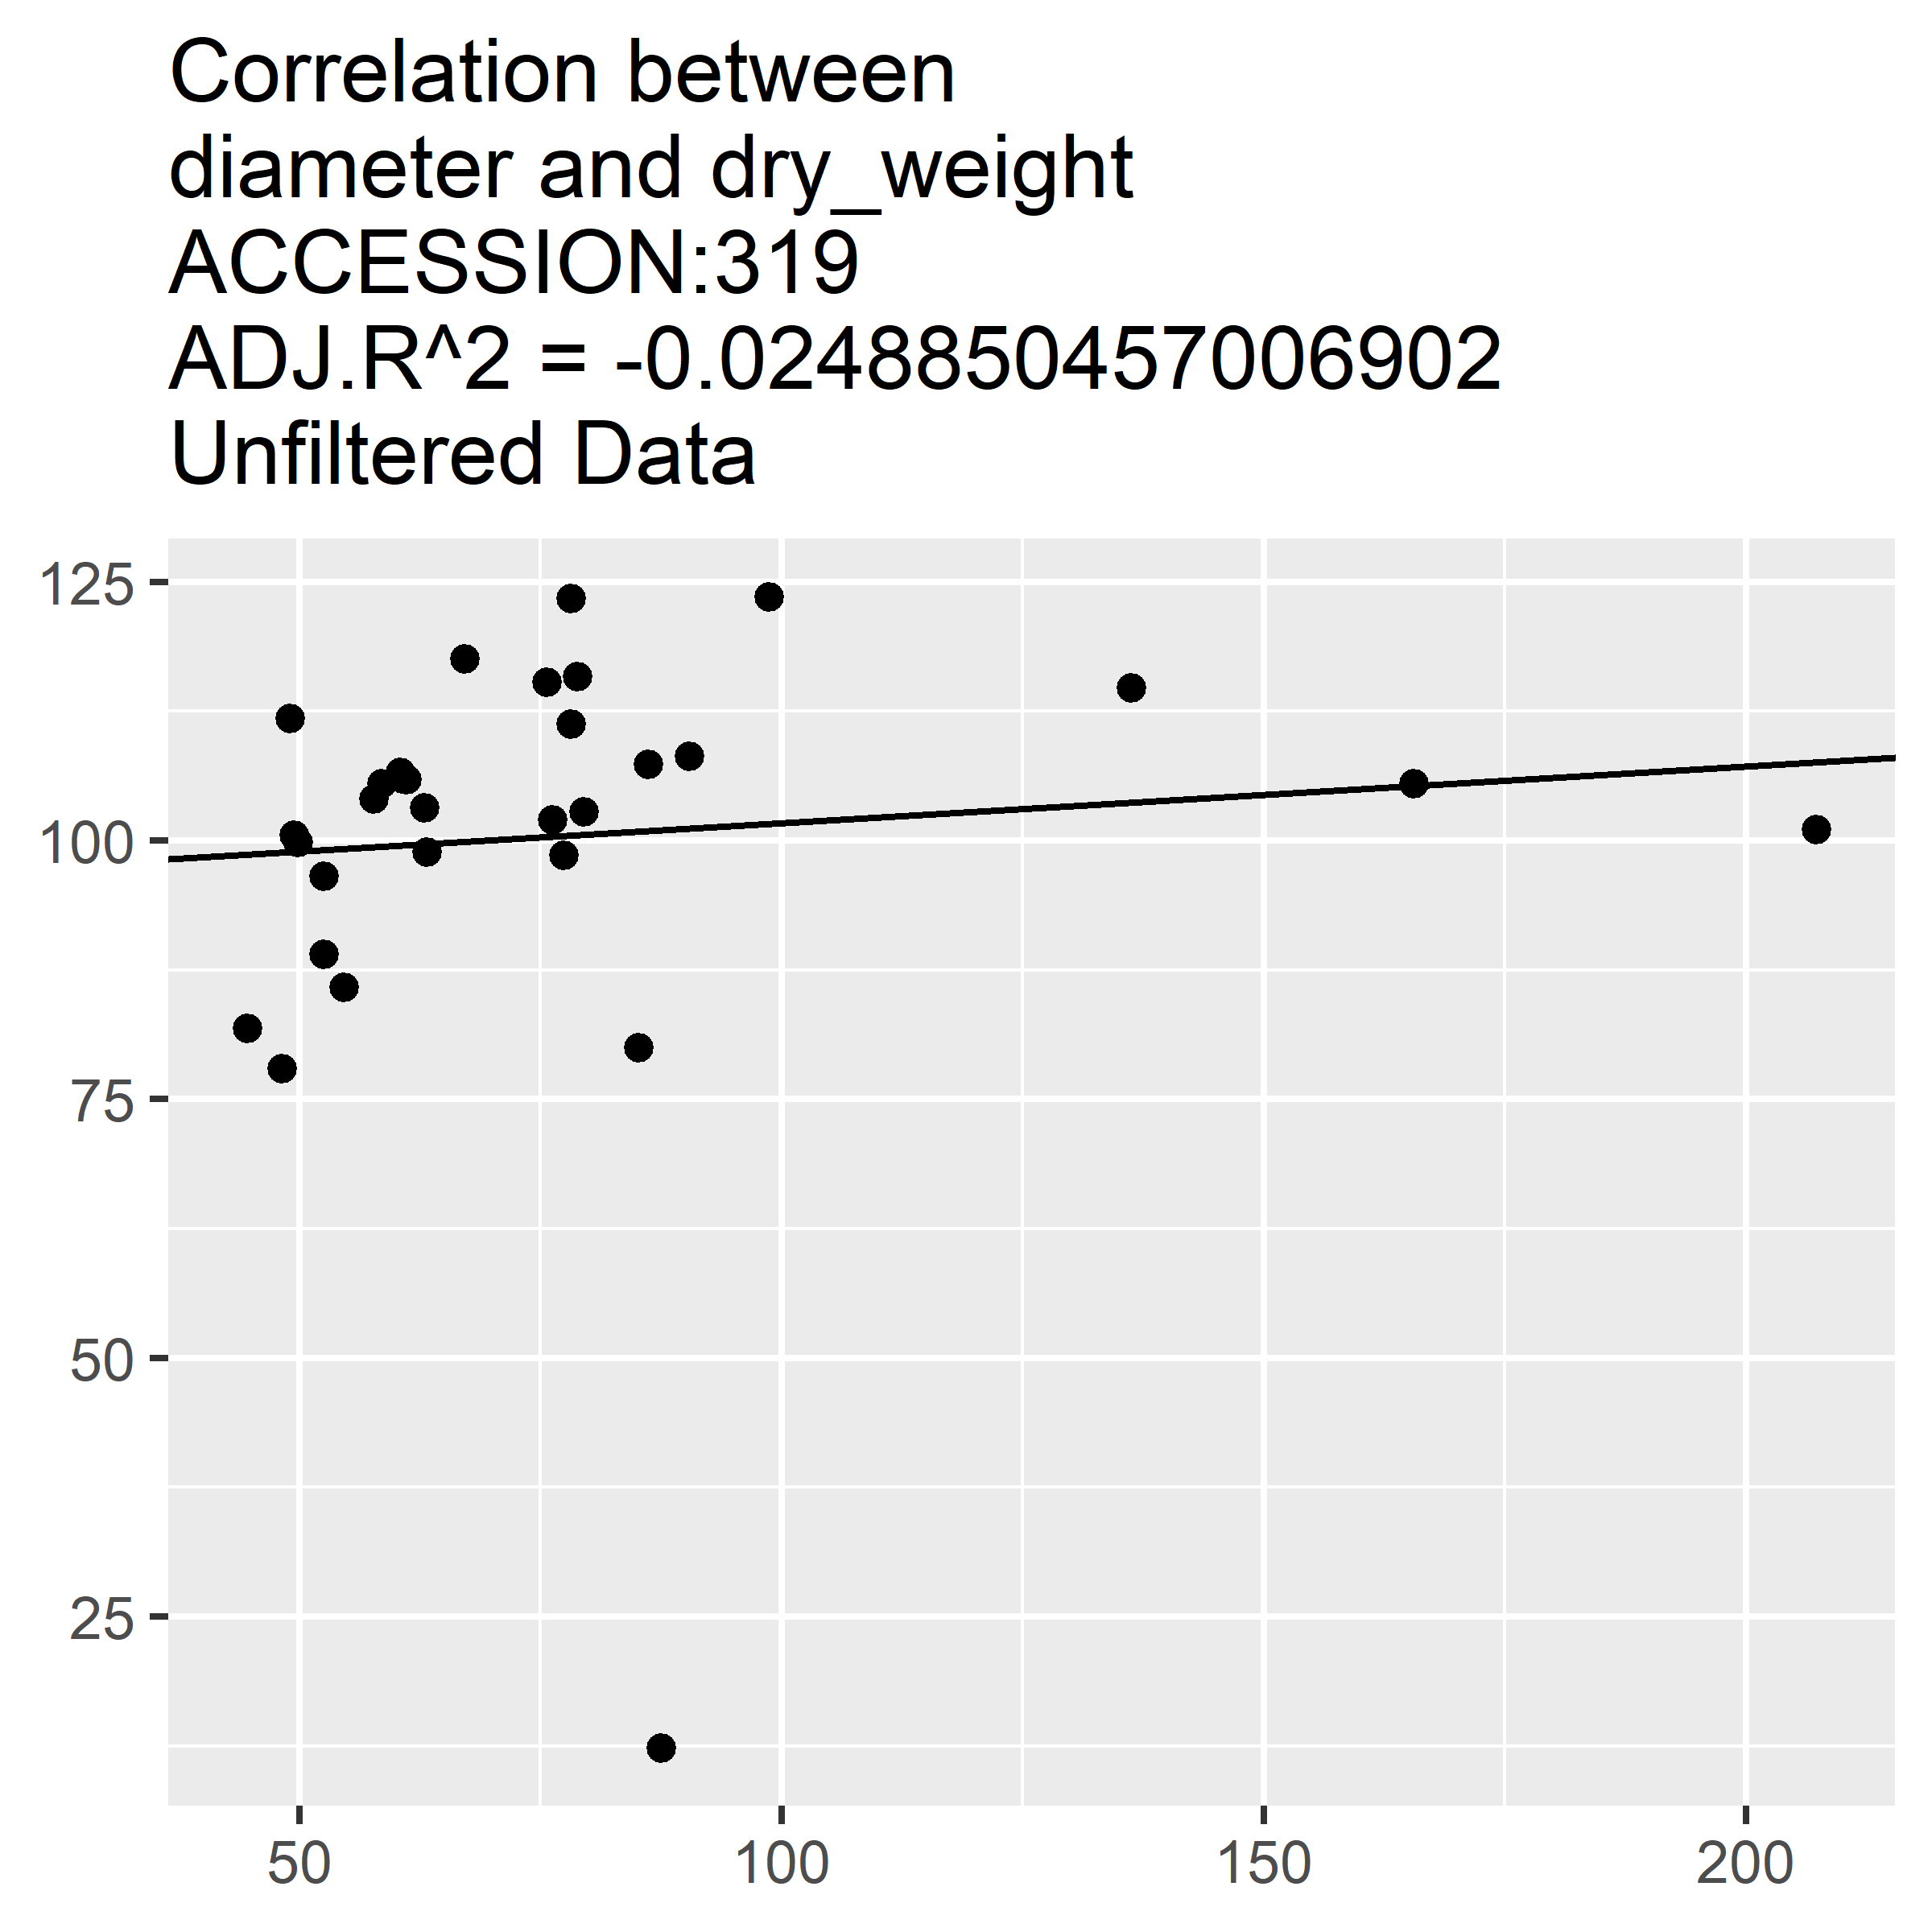 Correlation between
diameter and dry_weight
ACCESSION:319
ADJ.R^2 = -0.0248850457006902
Unfiltered Data
125
100
75
50
25
50 100 150 200